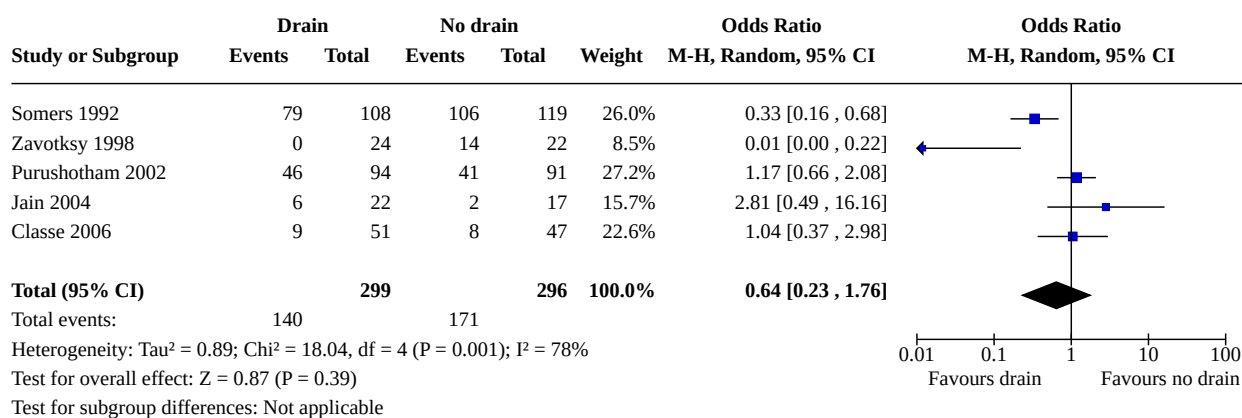 Drain No drain Odds Ratio Odds Ratio
Study or Subgroup Events Total Events Total Weight M-H, Random, 95% CI M-H, Random, 95% CI
Somers 1992 79 108 106 119 26.0% 0.33 [0.16 , 0.68]
Zavotksy 1998 0 24 14 22 8.5% 0.01 [0.00 , 0.22]
Purushotham 2002 46 94 41 91 27.2% 1.17 [0.66 , 2.08]
Jain 2004 6 22 2 17 15.7% 2.81 [0.49 , 16.16]
Classe 2006 9 51 8 47 22.6% 1.04 [0.37 , 2.98]
Total (95% CI) 299 296 100.0% 0.64 [0.23 , 1.76]
Total events: 140 171
Heterogeneity: Tau² = 0.89; Chi² = 18.04, df = 4 (P = 0.001); I² = 78%
0.01 0.1 1 10 100
Test for overall effect: Z = 0.87 (P = 0.39) Favours drain Favours no drain
Test for subgroup differences: Not applicable